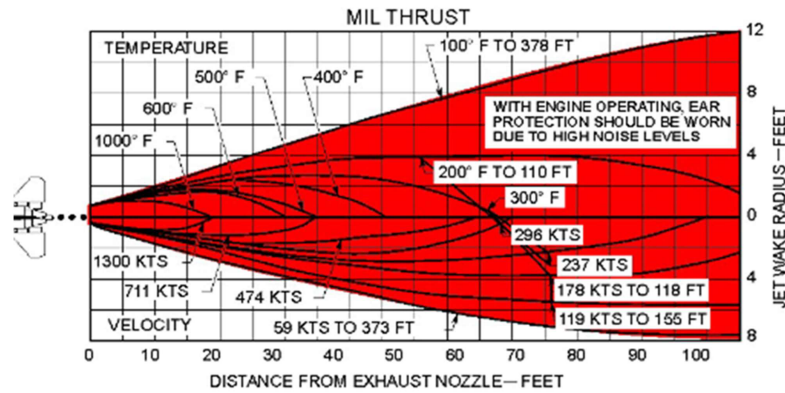 MIL THRUST
TEMPERATURE
100° F TO 378 FT
500° F
400° F
600° F
1000° F
WITH ENGINE OPERATING, EAR
PROTECTION SHOULD BE WORN
DUE TO HIGH NOISE LEVELS
200° F TO 110 FT
300° F
296 KTS
1300 KTS
237 KTS
711 KTS
474 KTS
178 KTS TO 118 FT
VELOCITY
59 KTS TO 373 FT
119 KTS TO 155 FT
12
8
4
0
4
8
JET WAKE RADIUS—FEET
0 10 20 30 40 50 60 70 80 90 100
DISTANCE FROM EXHAUST NOZZLE—FEET